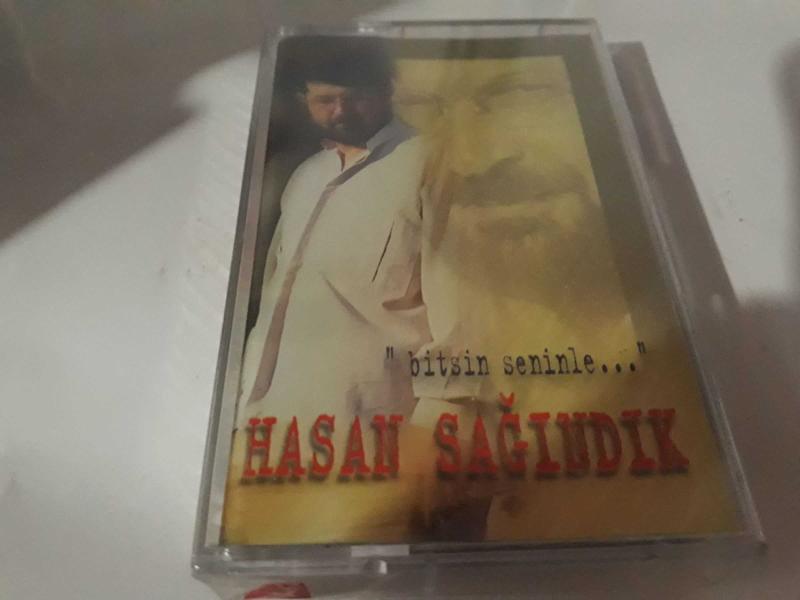 " bitsin seninle..."
HASAN SAĞINDIK